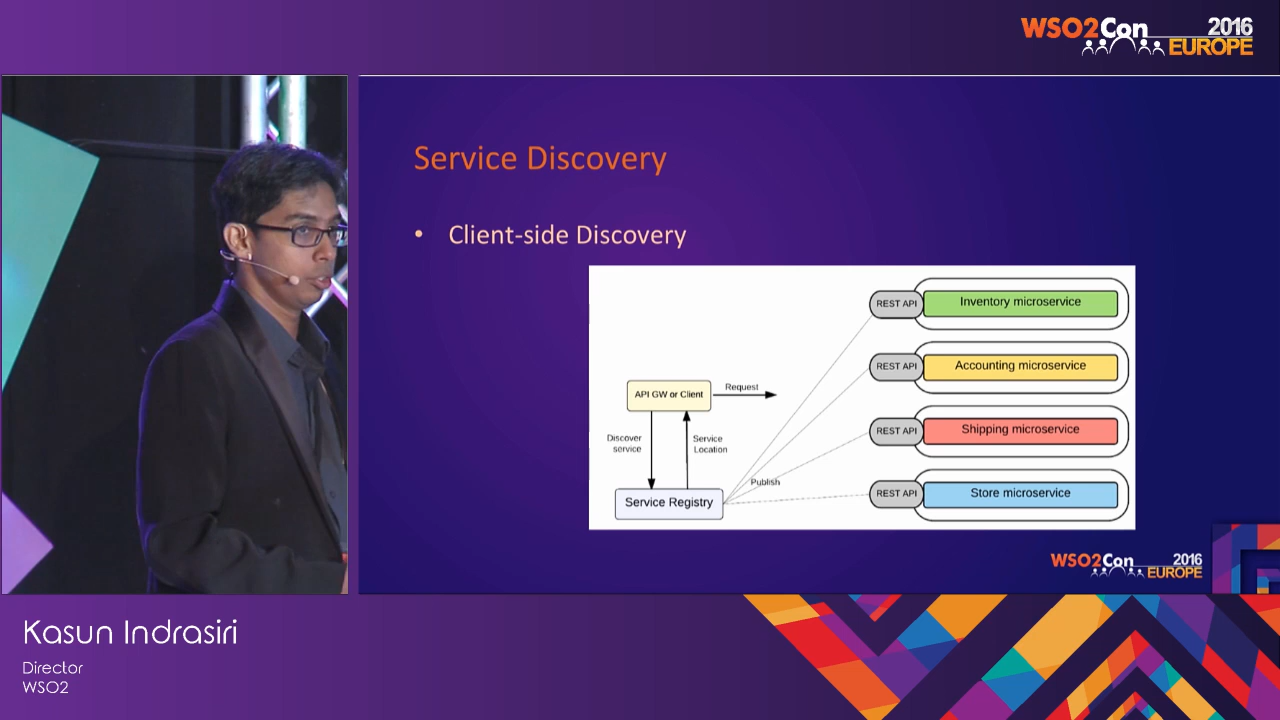 WSO2Con 2016
EUROPE
Service Discovery
• Client-side Discovery
REST API
Inventory microservice
REST API
Accounting microservice
API GW or Client
Request
Discover
service
Service
Location
REST API
Shipping microservice
Publish
Service Registry
REST API
Store microservice
WSO2Con 2016
EUROPE
Kasun Indrasiri
Director
WSO2